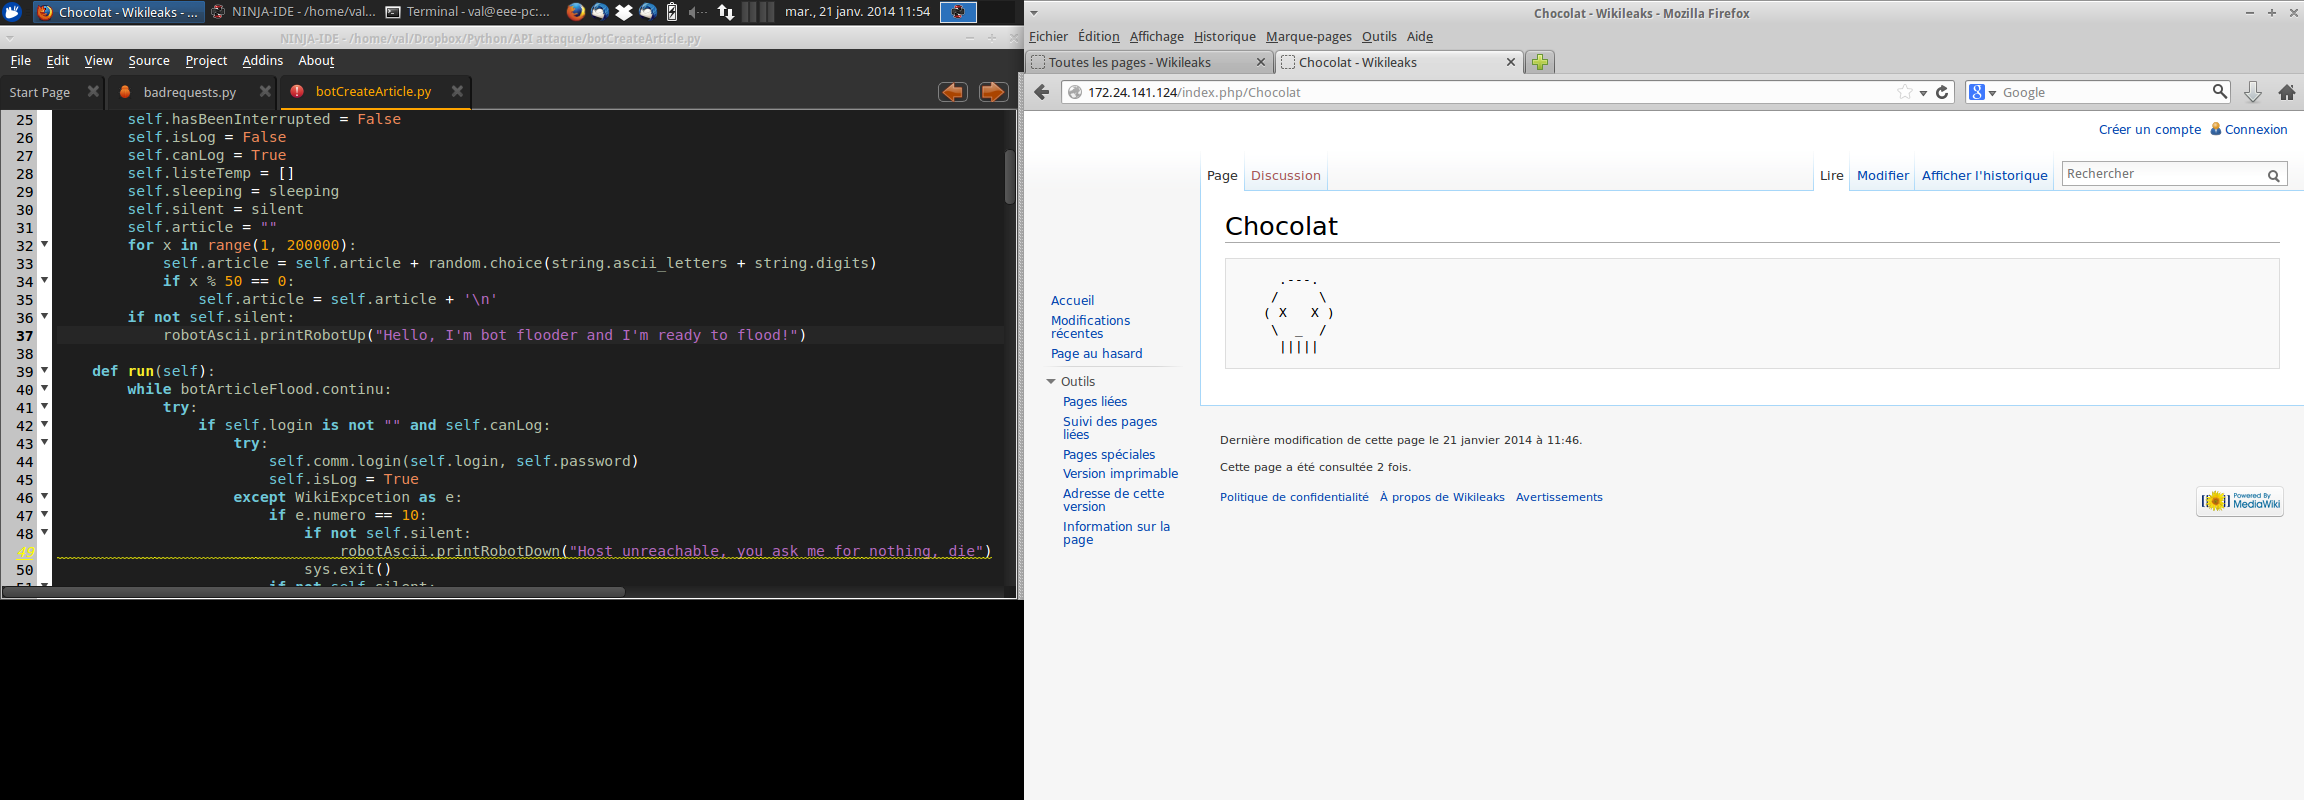 Chocolat - Wikileaks - ...
NINJA-IDE - /home/val...
Terminal - val@eee-pc:...
mar., 21 janv. 2014 11:54
NINJA-IDE - /home/val/Dropbox/Python/API attaque/botCreateArticle.py
File Edit View Source Project Addins About
Start Page badrequests.py botCreateArticle.py
25 self.hasBeenInterrupted = False
26 self.isLog = False
27 self.canLog = True
28 self.listeTemp = []
29 self.sleeping = sleeping
30 self.silent = silent
31 self.article = ""
32 for x in range(1, 200000):
33 self.article = self.article + random.choice(string.ascii_letters + string.digits)
34 if x % 50 == 0:
35 self.article = self.article + '\n'
36 if not self.silent:
37 robotAscii.printRobotUp("Hello, I'm bot flooder and I'm ready to flood!")
38
39 def run(self):
40 while botArticleFlood.continu:
41 try:
42 if self.login is not "" and self.canLog:
43 try:
44 self.comm.login(self.login, self.password)
45 self.isLog = True
46 except WikiExpcetion as e:
47 if e.numero == 10:
48 if not self.silent:
49 robotAscii.printRobotDown("Host unreachable, you ask me for nothing, die")
50 sys.exit()
51 if not self.silent:
Chocolat - Wikileaks - Mozilla Firefox
Fichier Édition Affichage Historique Marque-pages Outils Aide
Toutes les pages - Wikileaks
Chocolat - Wikileaks
172.24.141.124/index.php/Chocolat
Google
Créer un compte Connexion
Page Discussion Lire Modifier Afficher l'historique Rechercher
Chocolat
.---.
/ \
( X X )
\ _ /
|||||
Accueil
Modifications
récentes
Page au hasard
Outils
Pages liées
Suivi des pages
liées
Pages spéciales
Version imprimable
Adresse de cette
version
Information sur la
page
Dernière modification de cette page le 21 janvier 2014 à 11:46.
Cette page a été consultée 2 fois.
Politique de confidentialité À propos de Wikileaks Avertissements
Powered By
MediaWiki